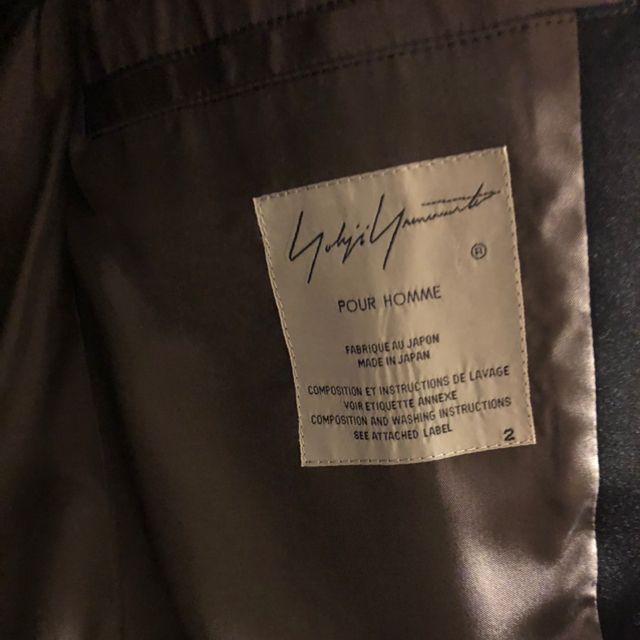 Yohji Yamamoto
®
POUR HOMME
FABRIQUE AU JAPON
MADE IN JAPAN
COMPOSITION ET INSTRUCTIONS DE LAVAGE
VOIR ETIQUETTE ANNEXE
COMPOSITION AND WASHING INSTRUCTIONS
SEE ATTACHED LABEL
2